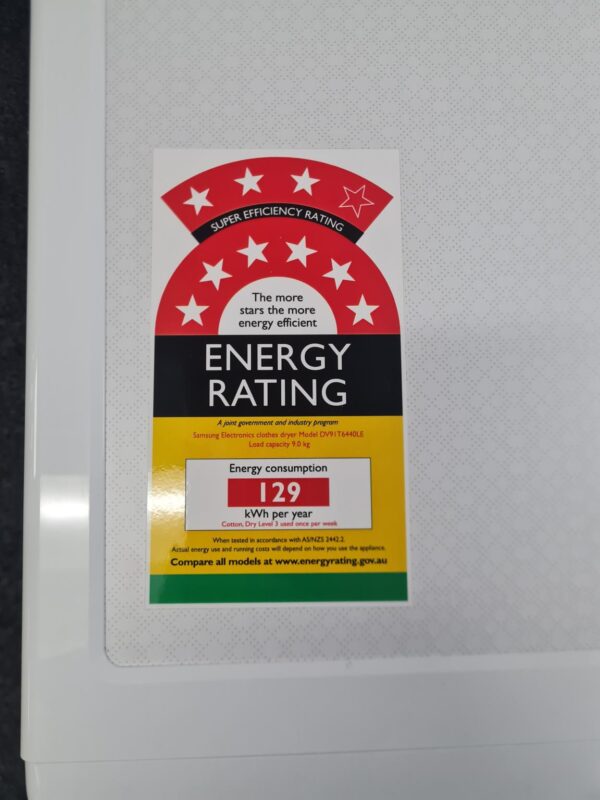 SUPER EFFICIENCY RATING
The more
stars the more
energy efficient
ENERGY
RATING
A joint government and industry program
Samsung Electronics clothes dryer Model DV91T6440LE
Load capacity 9.0 kg
Energy consumption
129
kWh per year
Cotton, Dry Level 3 used once per week
When tested in accordance with AS/NZS 2442.2.
Actual energy use and running costs will depend on how you use the appliance.
Compare all models at www.energyrating.gov.au